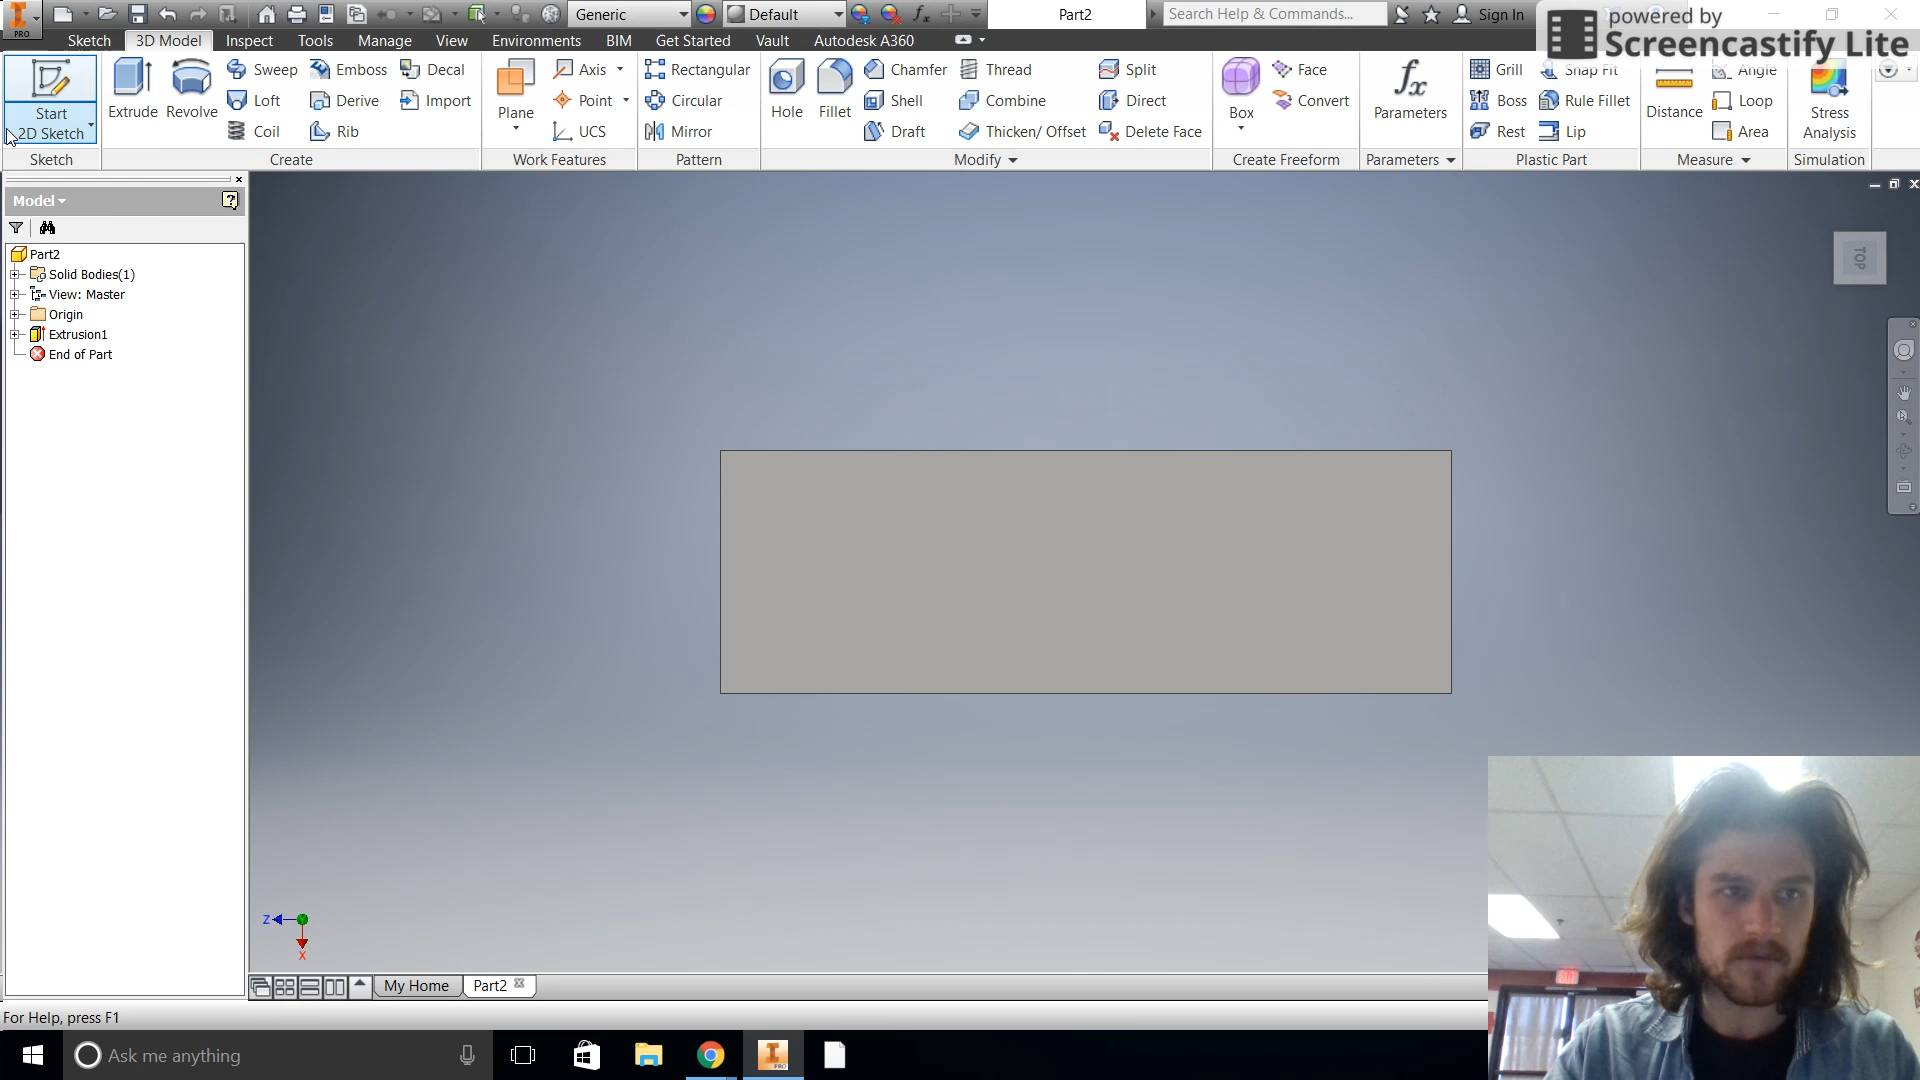 PRO
Generic
Default
Part2
Search Help & Commands...
Sign In
powered by
Screencastify Lite
Sketch
3D Model
Inspect
Tools
Manage
View
Environments
BIM
Get Started
Vault
Autodesk A360
Start
2D Sketch
Extrude
Revolve
Sweep
Loft
Coil
Emboss
Derive
Rib
Decal
Import
Plane
Axis
Point
UCS
Rectangular
Circular
Mirror
Hole
Fillet
Chamfer
Shell
Draft
Thread
Combine
Thicken/ Offset
Split
Direct
Delete Face
Box
Face
Convert
fx
Parameters
Grill
Boss
Rest
Snap Fit
Rule Fillet
Lip
Distance
Angle
Loop
Area
Stress
Analysis
Sketch
Create
Work Features
Pattern
Modify
Create Freeform
Parameters
Plastic Part
Measure
Simulation
Model
Part2
Solid Bodies(1)
View: Master
Origin
Extrusion1
End of Part
TOP
Z
X
My Home
Part2
For Help, press F1
Ask me anything
PRO